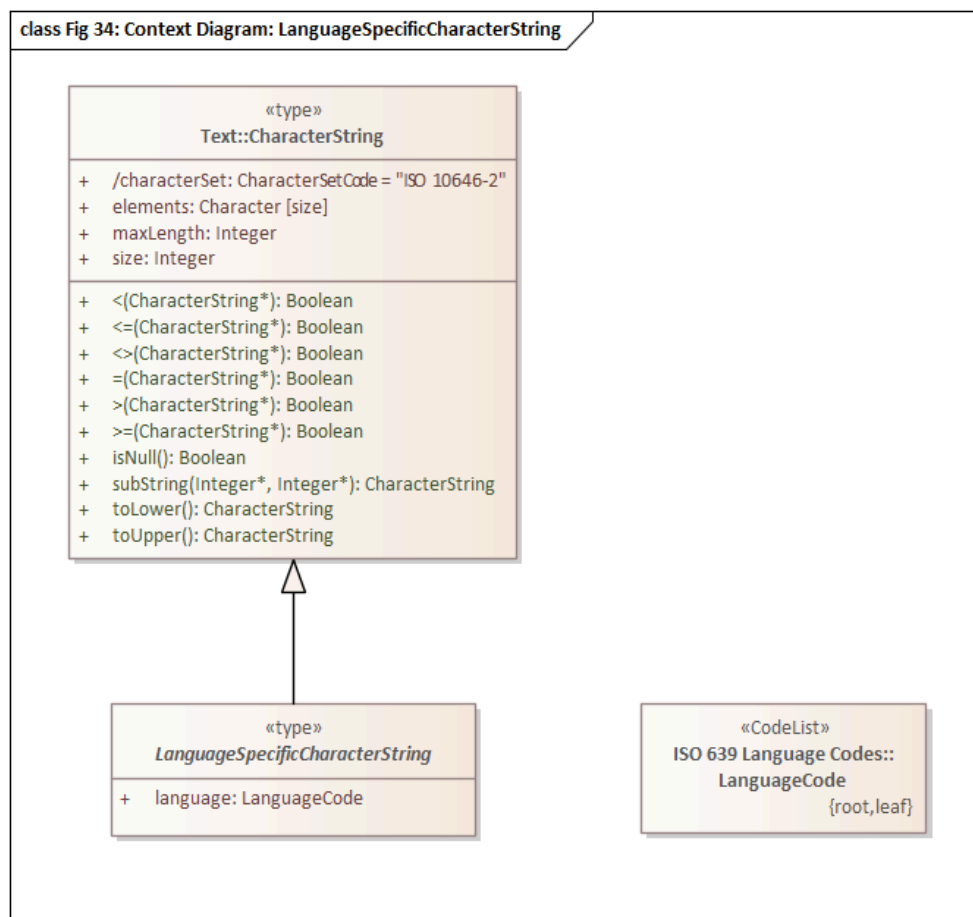 class Fig 34: Context Diagram: LanguageSpecificCharacterString
«type»
Text::CharacterString
+ /characterSet: CharacterSetCode = "ISO 10646-2"
+ elements: Character [size]
+ maxLength: Integer
+ size: Integer
+ <(CharacterString*): Boolean
+ <=(CharacterString*): Boolean
+ <>(CharacterString*): Boolean
+ =(CharacterString*): Boolean
+ >(CharacterString*): Boolean
+ >=(CharacterString*): Boolean
+ isNull(): Boolean
+ subString(Integer*, Integer*): CharacterString
+ toLower(): CharacterString
+ toUpper(): CharacterString
«type»
LanguageSpecificCharacterString
+ language: LanguageCode
«CodeList»
ISO 639 Language Codes::
LanguageCode
{root,leaf}